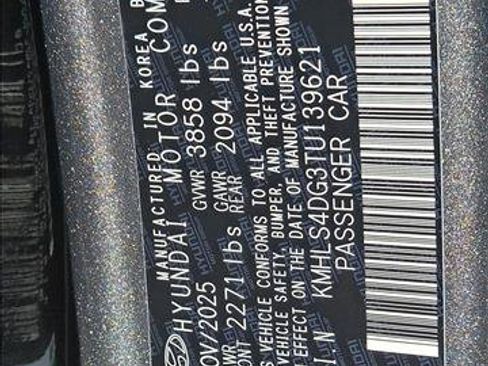 MANUFACTURED IN KOREA B
HYUNDAI MOTOR COM
OV/2025 GVWR 3858 lbs
WR GAWR 2094 lbs
ONT 2271 lbs REAR
S VEHICLE CONFORMS TO ALL APPLICABLE U.S.A.
VEHICLE SAFETY, BUMPER, AND THEFT PREVENTION
EFFECT ON THE DATE OF MANUFACTURE SHOWN
I.N KMHLS4DG3TU139621
PASSENGER CAR